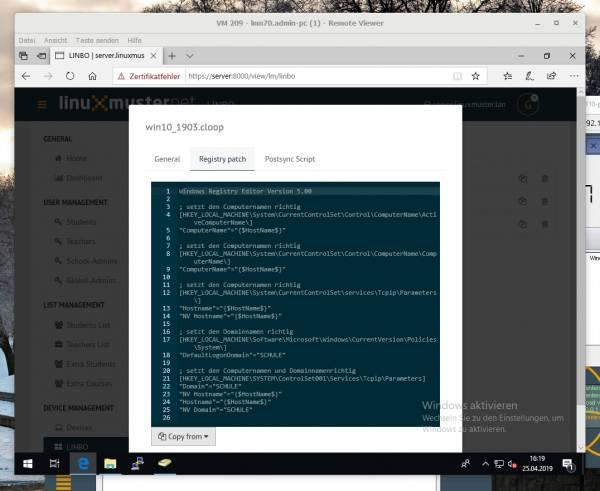 VM 209 - lmn70.admin-pc (1) - Remote Viewer
Datei Ansicht Taste senden Hilfe
LINBO | server.linuxmus
Zertifikatfehler https://server:8000/view/lm/linbo
linuxmuster.net LINBO
win10_1903.cloop
General Registry patch Postsync Script
GENERAL
Home
Dashboard
USER MANAGEMENT
Students
Teachers
School-Admins
Global-Admins
LIST MANAGEMENT
Students List
Teachers List
Extra Students
Extra Courses
DEVICE MANAGEMENT
Devices
LINBO
1 Windows Registry Editor Version 5.00
2
3 ; setzt den Computernamen richtig
4 [HKEY_LOCAL_MACHINE\System\CurrentControlSet\Control\ComputerName\Acti
veComputerName\]
5 "ComputerName"="{$HostName$}"
6
7 ; setzt den Computernamen richtig
8 [HKEY_LOCAL_MACHINE\System\CurrentControlSet\Control\ComputerName\Comp
uterName\]
9 "ComputerName"="{$HostName$}"
10
11 ; setzt den Computernamen richtig
12 [HKEY_LOCAL_MACHINE\System\CurrentControlSet\services\Tcpip\Parameters
\]
13 "Hostname"="{$HostName$}"
14 "NV Hostname"="{$HostName$}"
15
16 ; setzt den Domainnamen richtig
17 [HKEY_LOCAL_MACHINE\Software\Microsoft\Windows\CurrentVersion\Policies
\System\]
18 "DefaultLogonDomain"="SCHULE"
19
20 ; setzt den Computernamen und Domainnamenrichtig
21 [HKEY_LOCAL_MACHINE\SYSTEM\ControlSet001\Services\Tcpip\Parameters]
22 "Domain"="SCHULE"
23 "NV Hostname"="{$HostName$}"
24 "Hostname"="{$HostName$}"
25 "NV Domain"="SCHULE"
26
Copy from
Windows aktivieren
Wechseln Sie zu den Einstellungen, um
Windows zu aktivieren.
16:19
25.04.2019